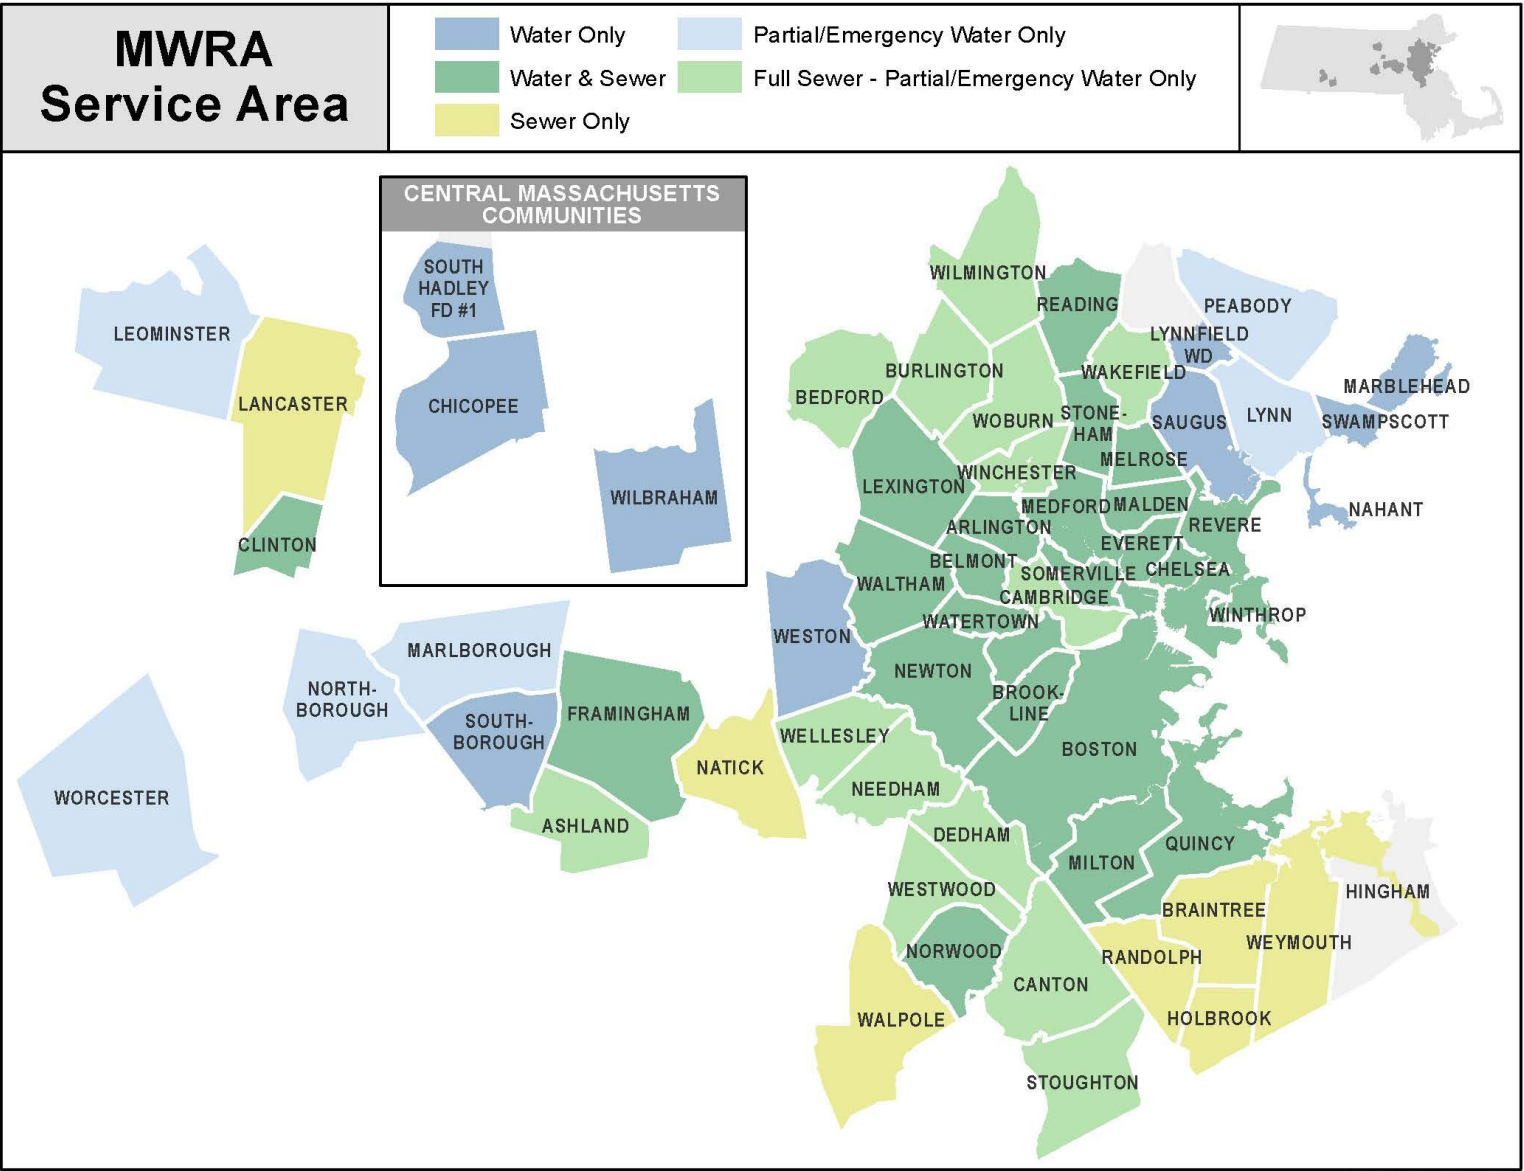 MWRA
Service Area
Water Only
Partial/Emergency Water Only
Water & Sewer
Full Sewer - Partial/Emergency Water Only
Sewer Only
CENTRAL MASSACHUSETTS
COMMUNITIES
SOUTH
HADLEY
FD #1
CHICOPEE
WILBRAHAM
LEOMINSTER
LANCASTER
CLINTON
WILMINGTON
READING
PEABODY
LYNNFIELD
WD
BURLINGTON
WAKEFIELD
MARBLEHEAD
BEDFORD
WOBURN
STONE-
HAM
SAUGUS
LYNN
SWAMPSCOTT
MELROSE
WINCHESTER
LEXINGTON
MEDFORD
MALDEN
NAHANT
ARLINGTON
REVERE
EVERETT
BELMONT
SOMERVILLE
CHELSEA
WALTHAM
CAMBRIDGE
WATERTOWN
WINTHROP
WESTON
MARLBOROUGH
NORTH-
BOROUGH
SOUTH-
BOROUGH
FRAMINGHAM
NEWTON
BROOK-
LINE
WELLESLEY
BOSTON
NATICK
NEEDHAM
WORCESTER
ASHLAND
DEDHAM
MILTON
QUINCY
WESTWOOD
HINGHAM
BRAINTREE
WEYMOUTH
NORWOOD
RANDOLPH
CANTON
WALPOLE
HOLBROOK
STOUGHTON